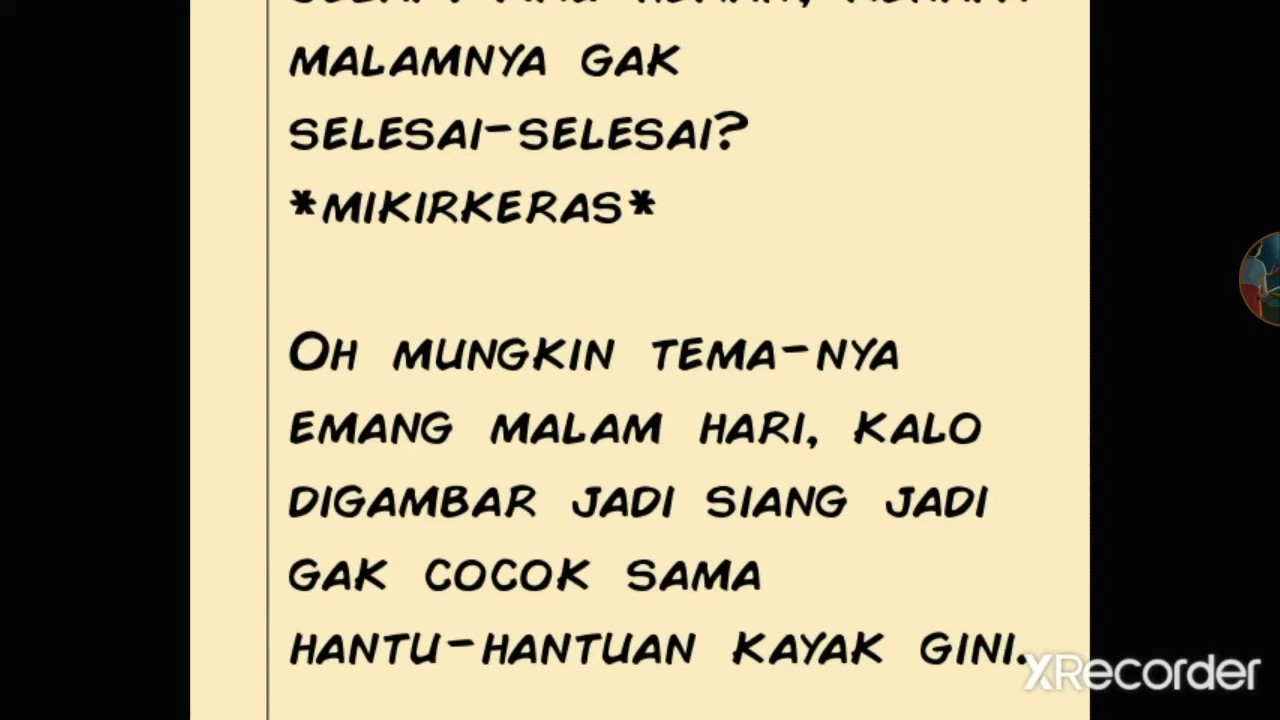 MALAMNYA GAK
SELESAI-SELESAI?
*MIKIRKERAS*
OH MUNGKIN TEMA-NYA
EMANG MALAM HARI, KALO
DIGAMBAR JADI SIANG JADI
GAK COCOK SAMA
HANTU-HANTUAN KAYAK GINI.
XRecorder